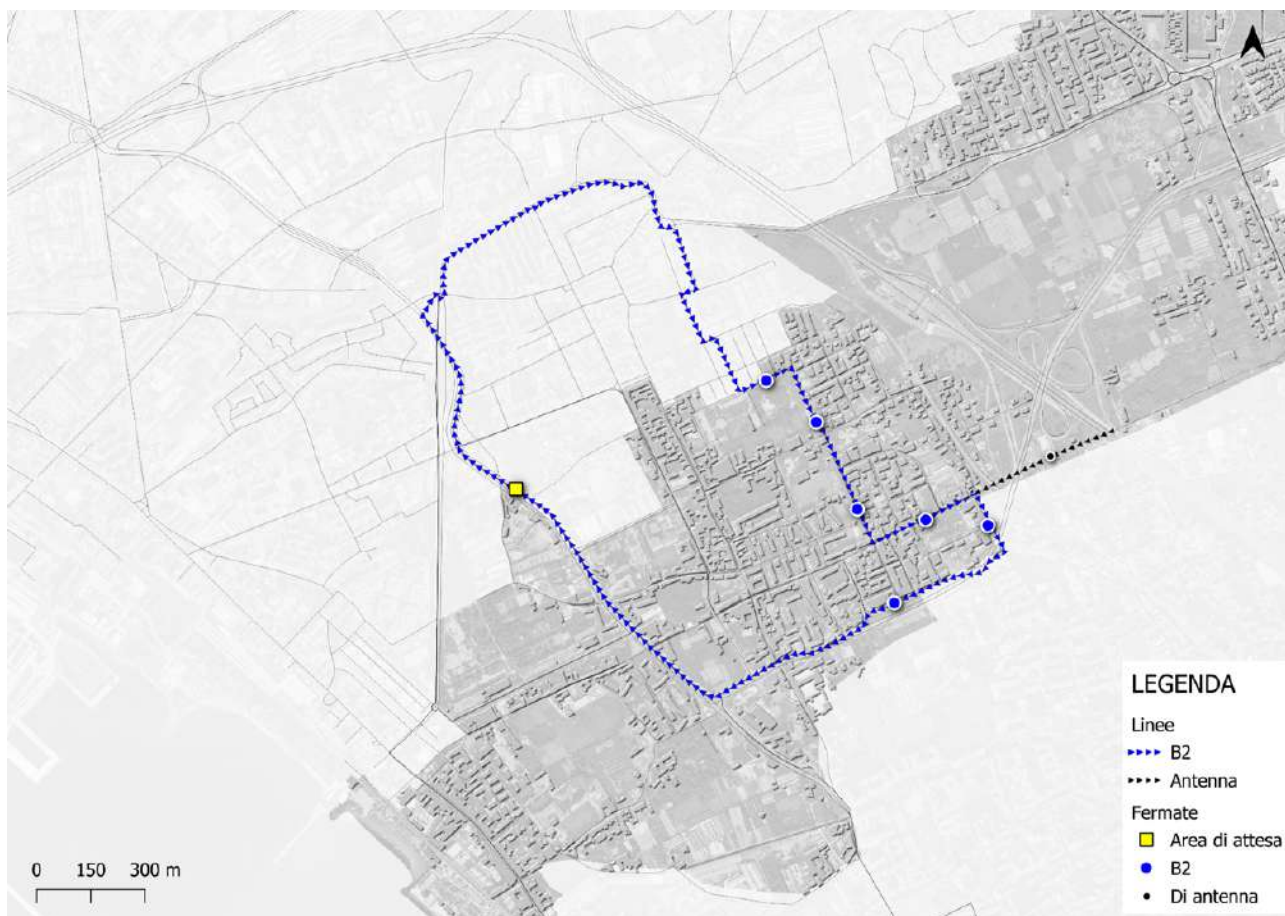 LEGENDA
Linee
B2
Antenna
Fermate
Area di attesa
B2
Di antenna
0 150 300 m